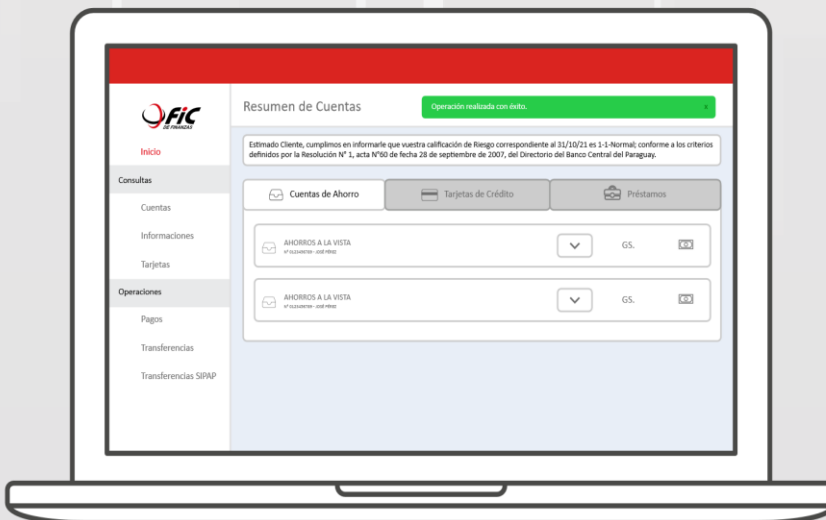 FiC
DE FINANZAS
Resumen de Cuentas
Operación realizada con éxito.
x
Inicio
Estimado Cliente, cumplimos en informarle que vuestra calificación de Riesgo correspondiente al 31/10/21 es 1-1-Normal; conforme a los criterios
definidos por la Resolución N° 1, acta N°60 de fecha 28 de septiembre de 2007, del Directorio del Banco Central del Paraguay.
Consultas
Cuentas
Informaciones
Tarjetas
Operaciones
Pagos
Transferencias
Transferencias SIPAP
Cuentas de Ahorro
Tarjetas de Crédito
Préstamos
AHORROS A LA VISTA
JOSÉ PÉREZ
GS.
AHORROS A LA VISTA
JOSÉ PÉREZ
GS.